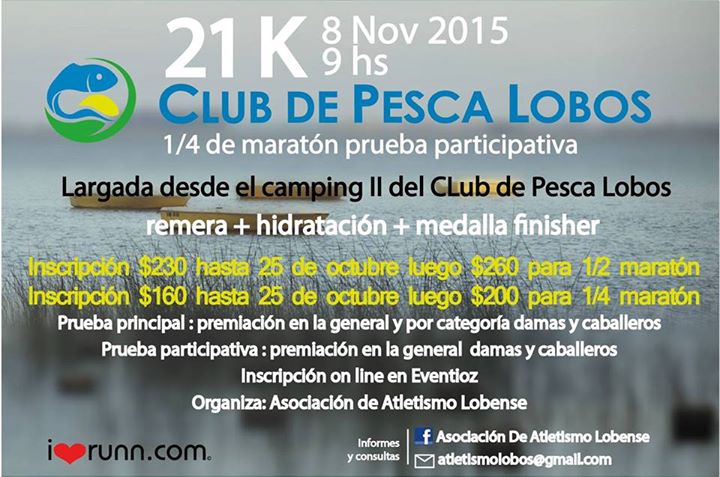 21 K 8 Nov 2015
9 hs
CLUB DE PESCA LOBOS
1/4 de maratón prueba participativa
Largada desde el camping II del CLub de Pesca Lobos
remera + hidratación + medalla finisher
Inscripción $230 hasta 25 de octubre luego $260 para 1/2 maratón
Inscripción $160 hasta 25 de octubre luego $200 para 1/4 maratón
Prueba principal : premiación en la general y por categoría damas y caballeros
Prueba participativa : premiación en la general damas y caballeros
Inscripción on line en Eventioz
Organiza: Asociación de Atletismo Lobense
i❤runn.com©
Informes
y consultas
f Asociación De Atletismo Lobense
atletismolobos@gmail.com